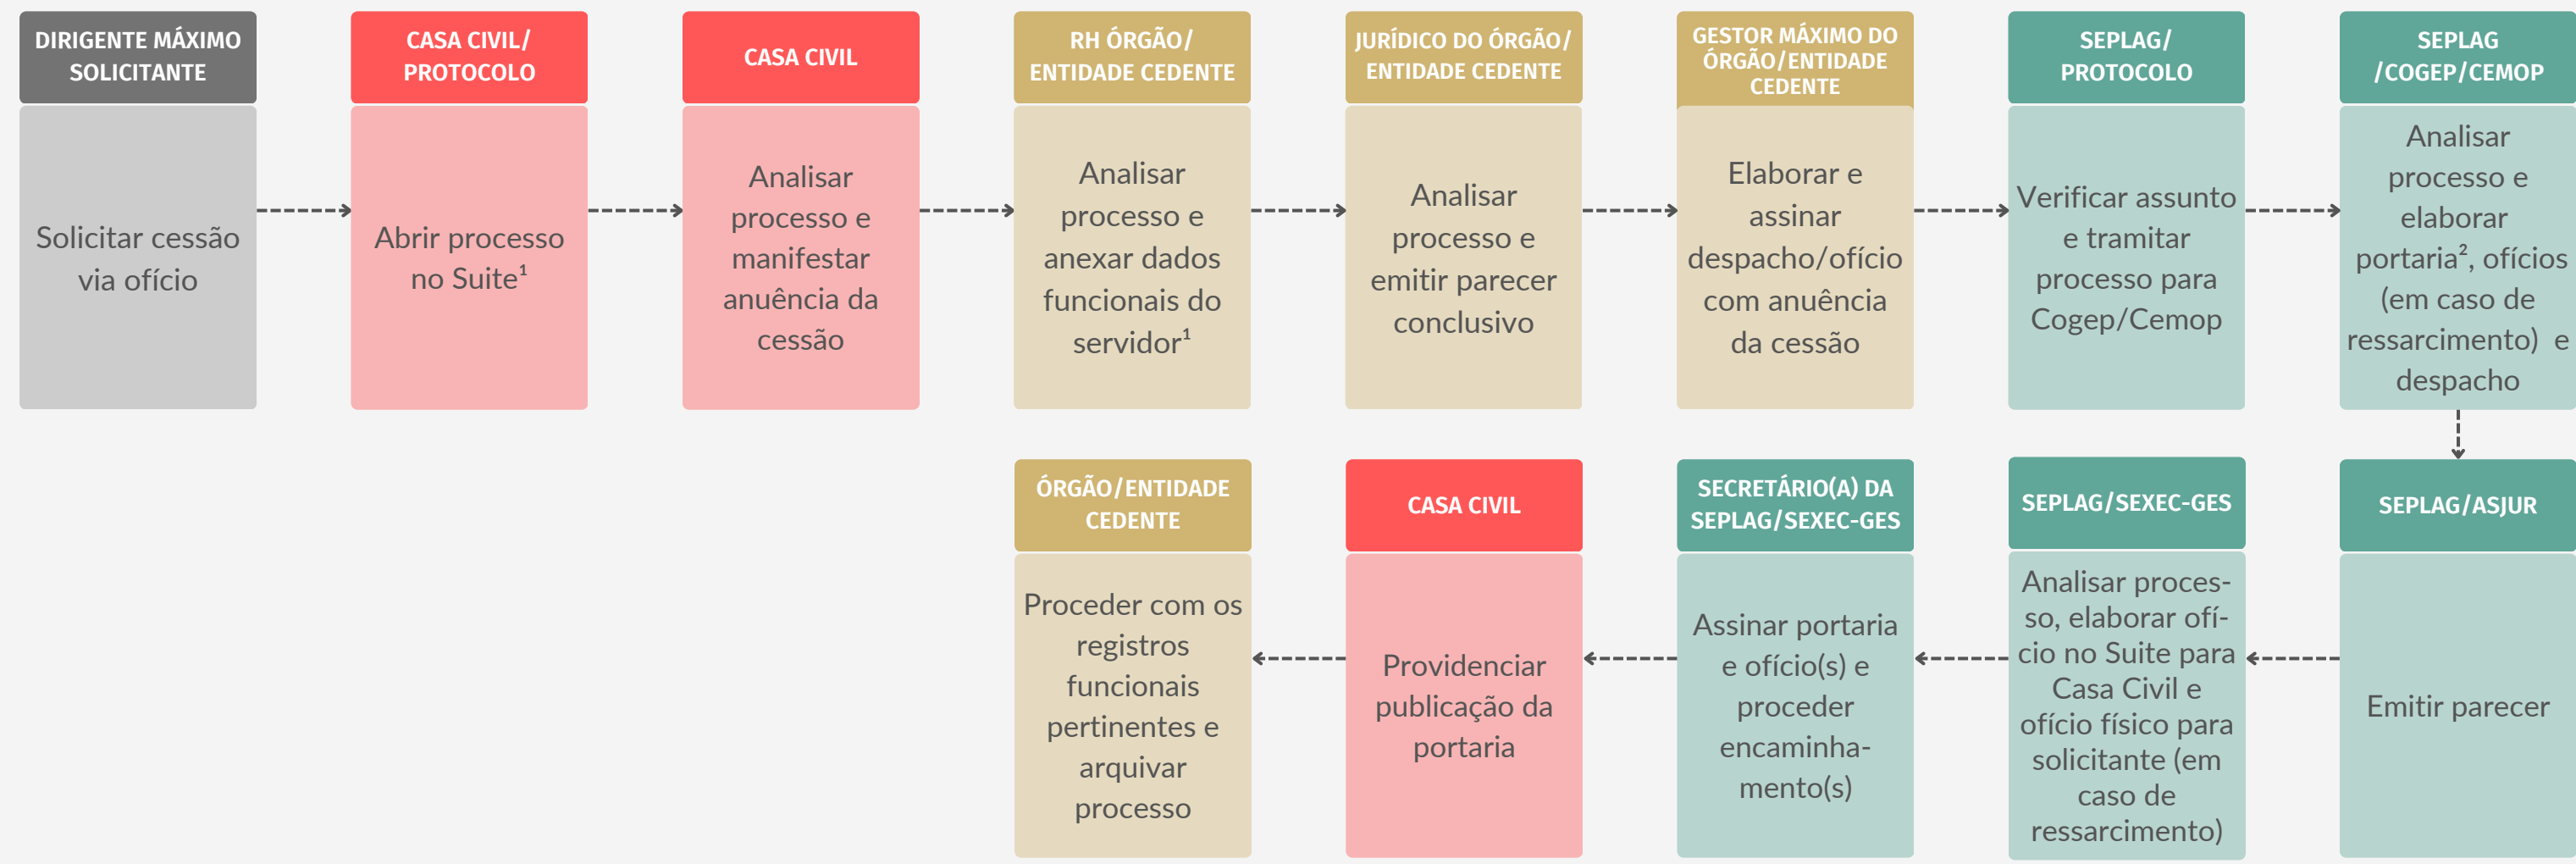 DIRIGENTE MÁXIMO
SOLICITANTE
Solicitar cessão
via ofício
CASA CIVIL/
PROTOCOLO
Abrir processo
no Suite¹
CASA CIVIL
Analisar
processo e
manifestar
anuência da
cessão
RH ÓRGÃO/
ENTIDADE CEDENTE
Analisar
processo e
anexar dados
funcionais do
servidor¹
JURÍDICO DO ÓRGÃO/
ENTIDADE CEDENTE
Analisar
processo e
emitir parecer
conclusivo
GESTOR MÁXIMO DO
ÓRGÃO/ENTIDADE
CEDENTE
Elaborar e
assinar
despacho/ofício
com anuência
da cessão
SEPLAG/
PROTOCOLO
Verificar assunto
e tramitar
processo para
Cogep/Cemop
SEPLAG
/COGEP/CEMOP
Analisar
processo e
elaborar
portaria², ofícios
(em caso de
ressarcimento) e
despacho
SEPLAG/ASJUR
Emitir parecer
SEPLAG/SEXEC-GES
Analisar proces-
so, elaborar ofí-
cio no Suite para
Casa Civil e
ofício físico para
solicitante (em
caso de
ressarcimento)
SECRETÁRIO(A) DA
SEPLAG/SEXEC-GES
Assinar portaria
e ofício(s) e
proceder
encaminha-
mento(s)
CASA CIVIL
Providenciar
publicação da
portaria
ÓRGÃO/ENTIDADE
CEDENTE
Proceder com os
registros
funcionais
pertinentes e
arquivar
processo